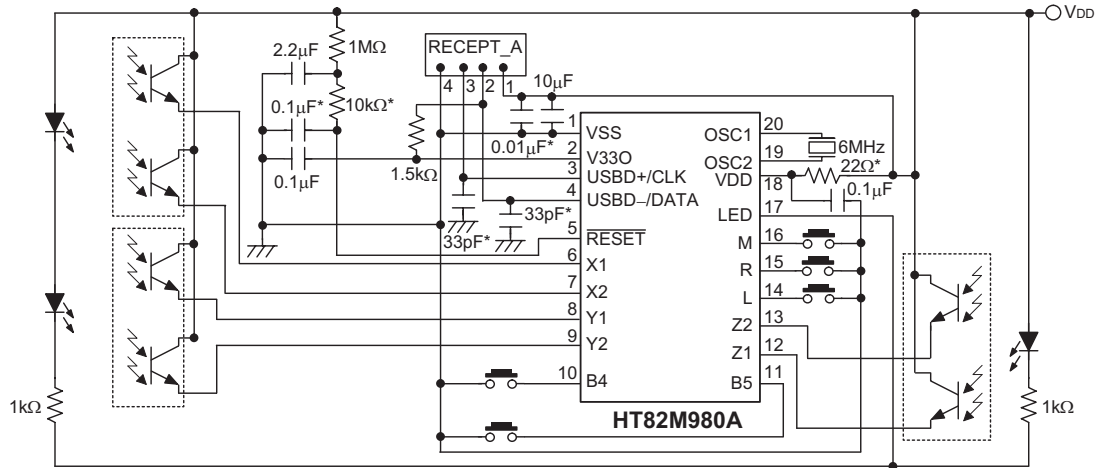 VDD
RECEPT_A
4 3 2 1
2.2μF
1MΩ
10μF
0.1μF*
10kΩ*
0.01μF*
0.1μF
1.5kΩ
33pF*
33pF*
1 VSS
2 V33O
3 USBD+/CLK
4 USBD–/DATA
5 RESET
6 X1
7 X2
8 Y1
9 Y2
10 B4
OSC1 20
OSC2 19
VDD 18
LED 17
M 16
R 15
L 14
Z2 13
Z1 12
B5 11
6MHz
22Ω*
0.1μF
1kΩ
1kΩ
HT82M980A